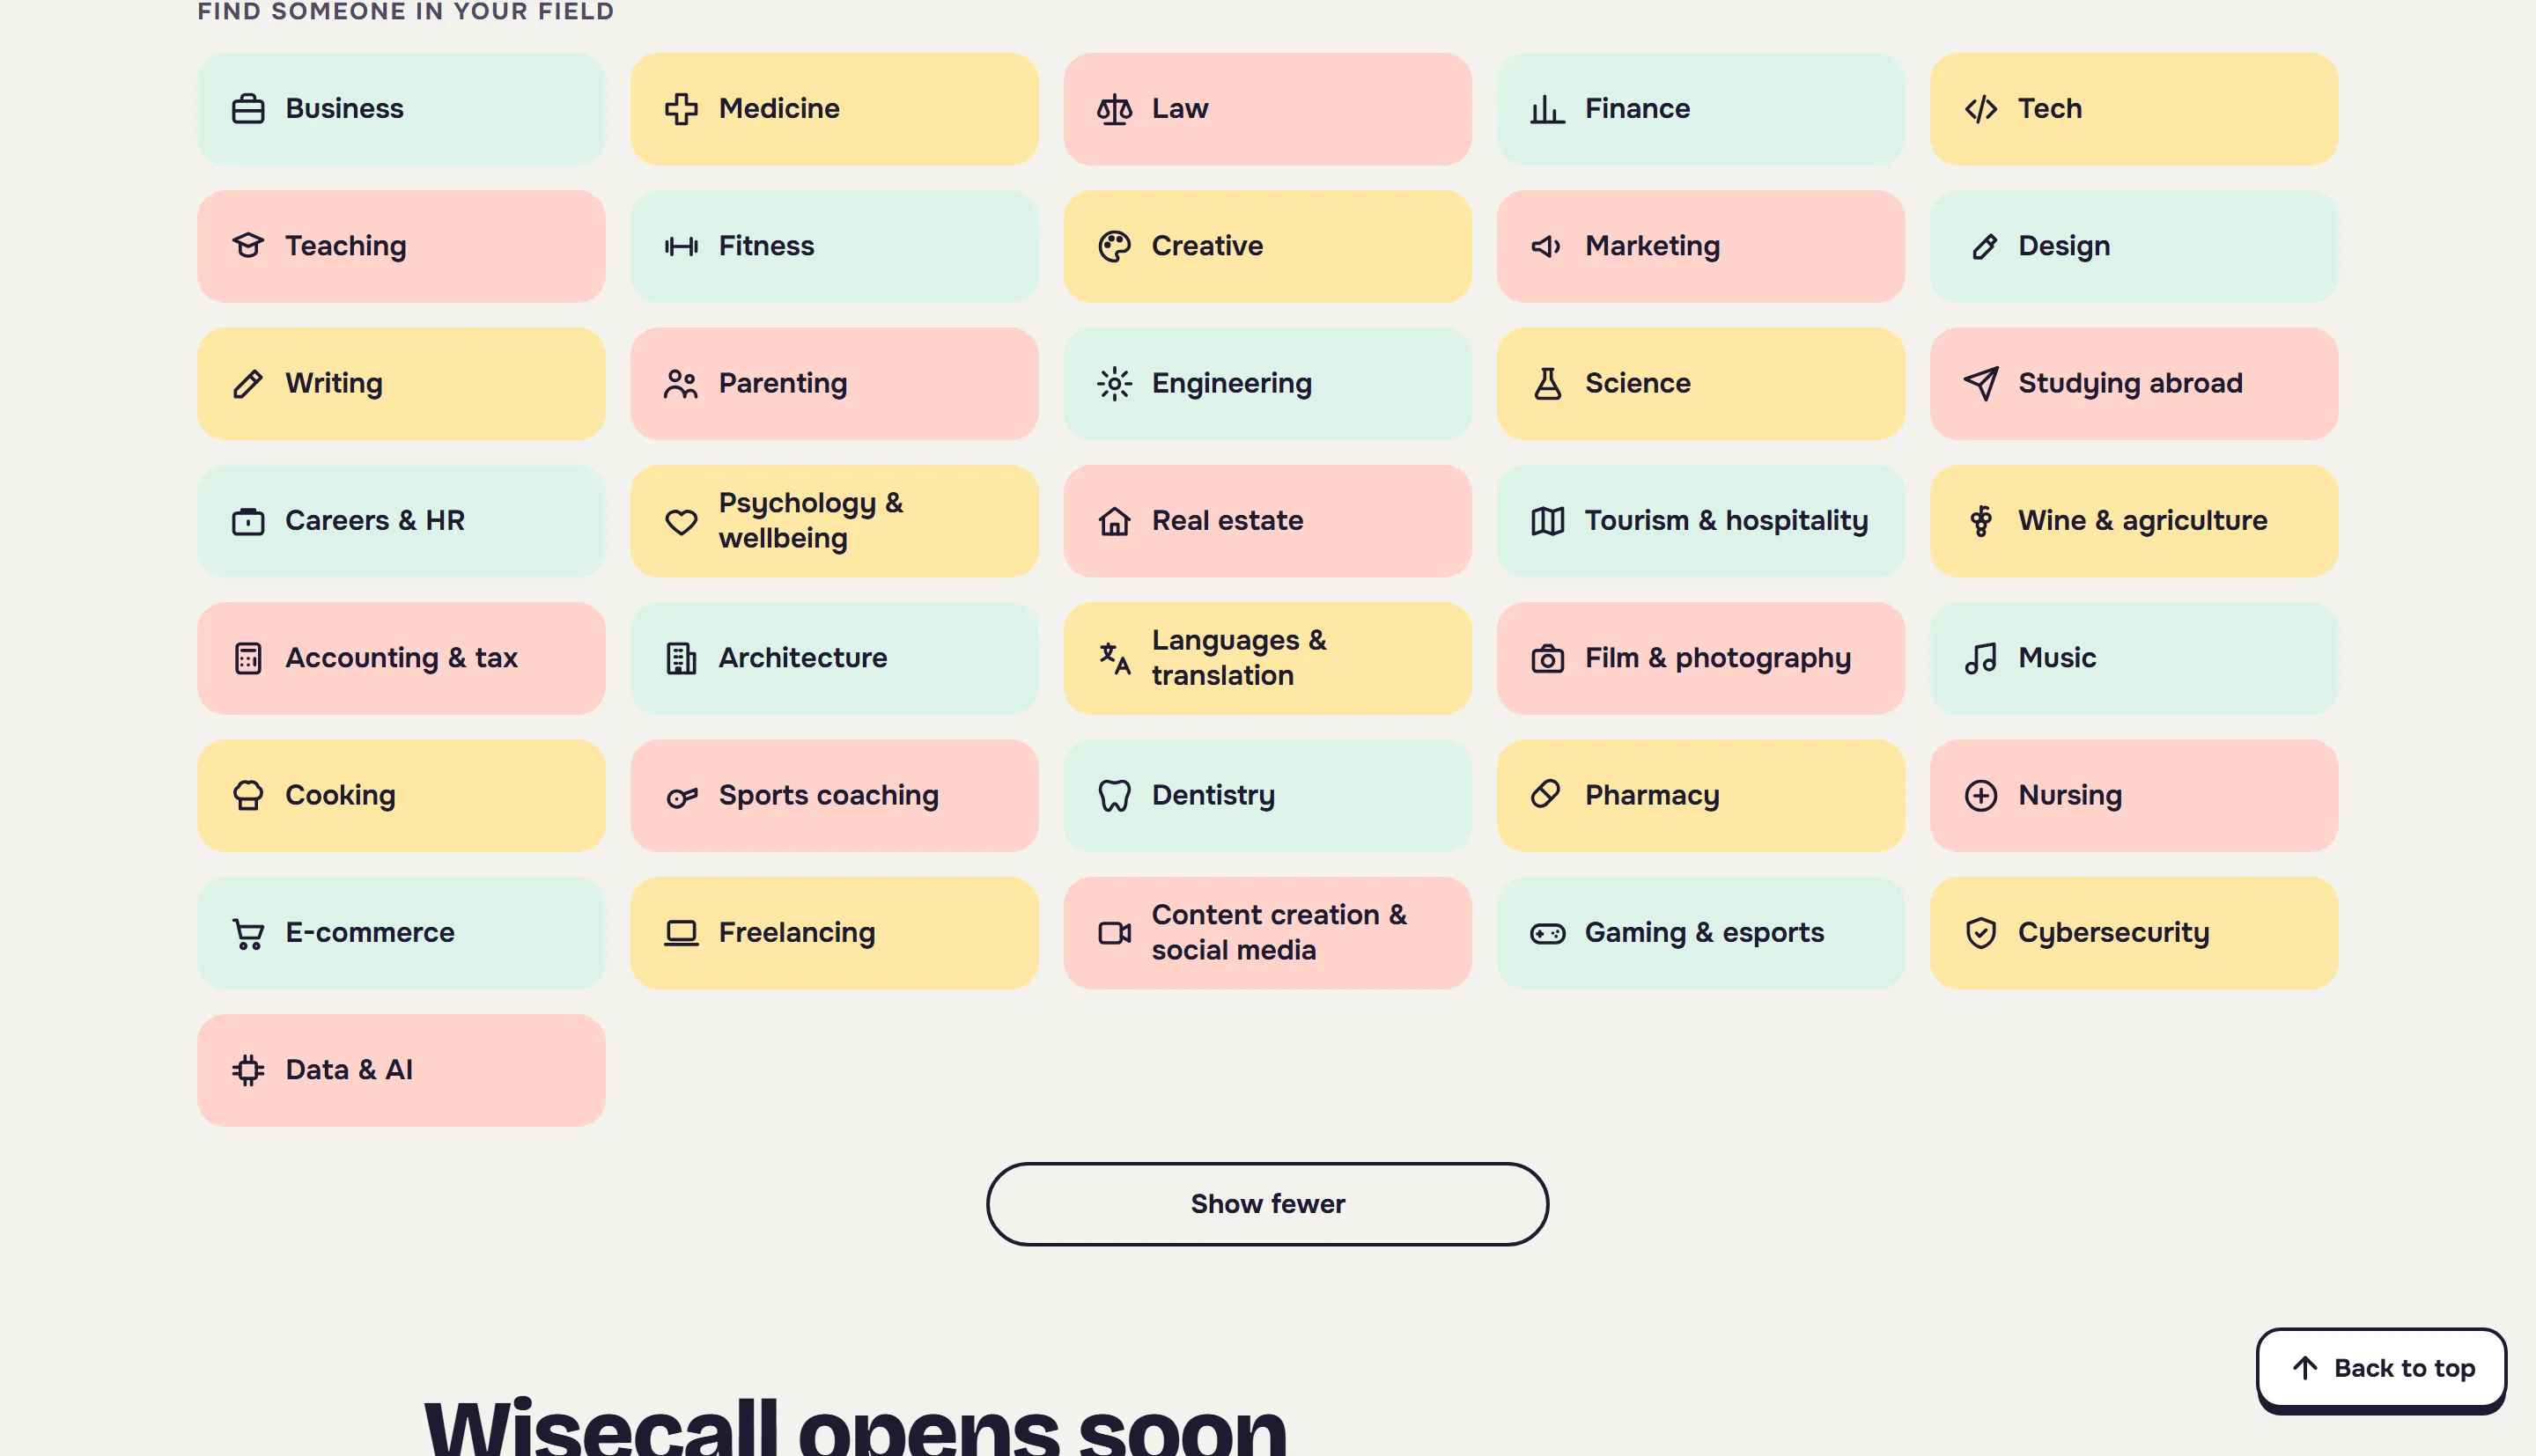 FIND SOMEONE IN YOUR FIELD
Business
Medicine
Law
Finance
Tech
Teaching
Fitness
Creative
Marketing
Design
Writing
Parenting
Engineering
Science
Studying abroad
Careers & HR
Psychology &
wellbeing
Real estate
Tourism & hospitality
Wine & agriculture
Accounting & tax
Architecture
Languages &
translation
Film & photography
Music
Cooking
Sports coaching
Dentistry
Pharmacy
Nursing
E-commerce
Freelancing
Content creation &
social media
Gaming & esports
Cybersecurity
Data & AI
Show fewer
Back to top
Wisecall opens soon